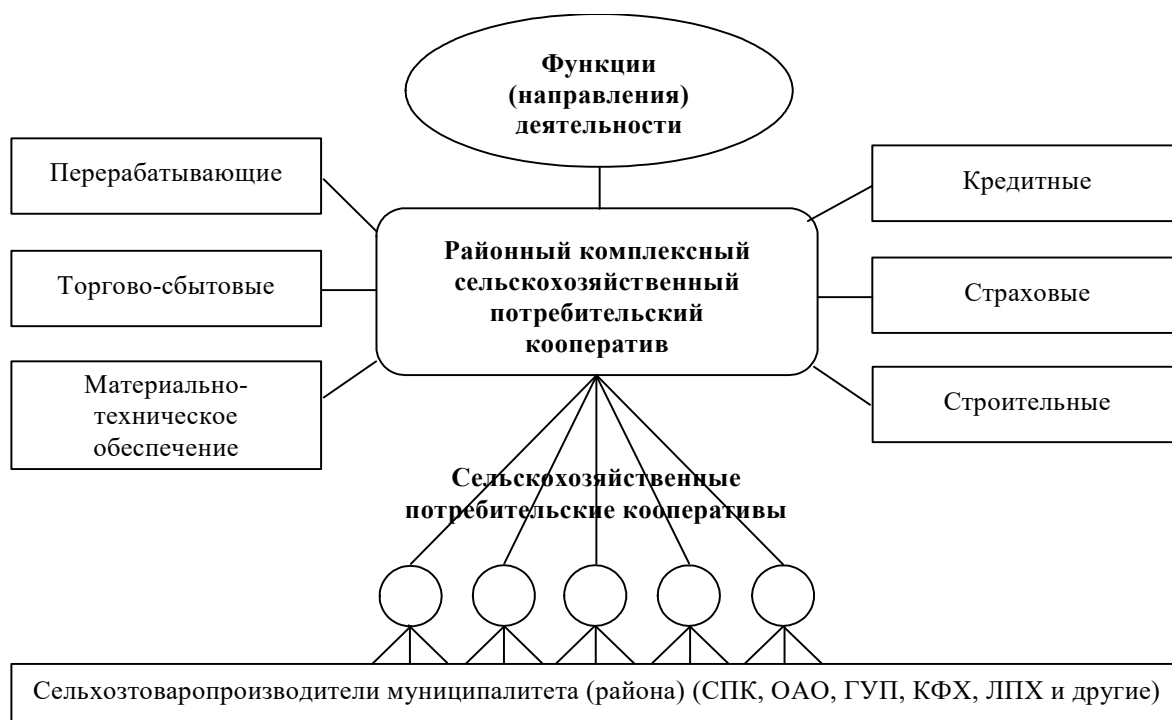 Функции
(направления)
деятельности
Перерабатывающие
Кредитные
Районный комплексный
сельскохозяйственный
потребительский
кооператив
Торгово-сбытовые
Страховые
Материально-
техническое
обеспечение
Строительные
Сельскохозяйственные
потребительские кооперативы
Сельхозтоваропроизводители муниципалитета (района) (СПК, ОАО, ГУП, КФХ, ЛПХ и другие)